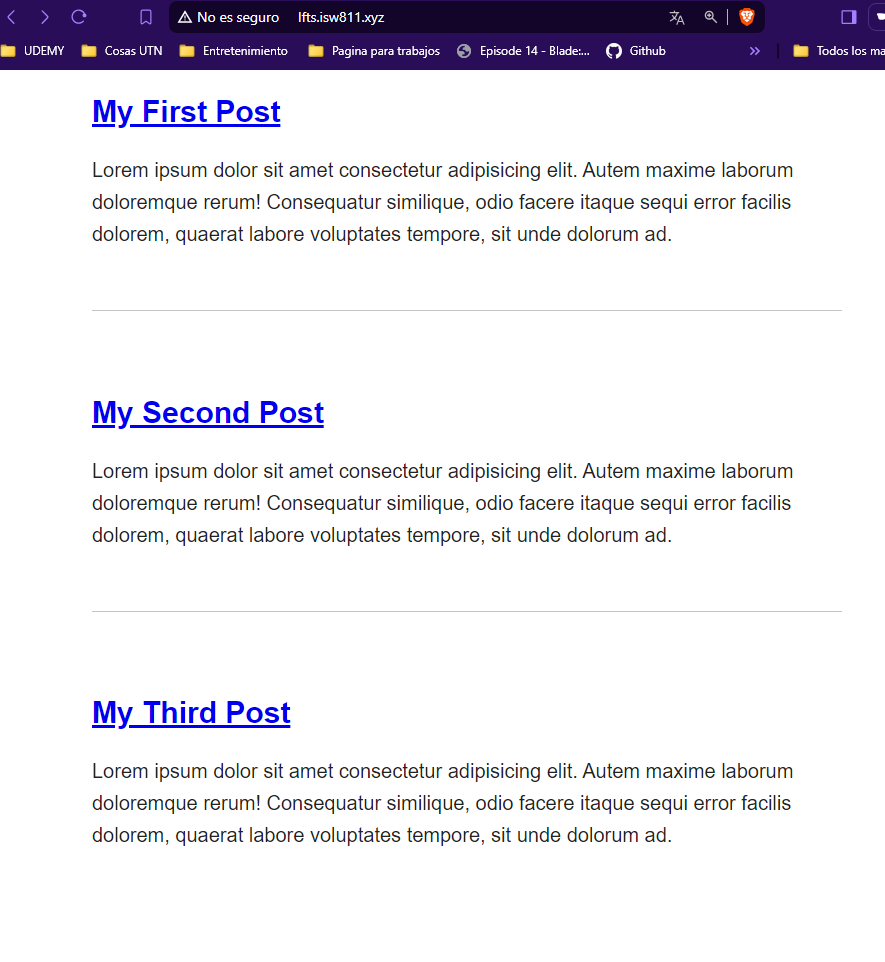 No es seguro lfts.isw811.xyz
UDEMY Cosas UTN Entretenimiento Pagina para trabajos Episode 14 - Blade:... Github » Todos los ma
My First Post
Lorem ipsum dolor sit amet consectetur adipisicing elit. Autem maxime laborum
doloremque rerum! Consequatur similique, odio facere itaque sequi error facilis
dolorem, quaerat labore voluptates tempore, sit unde dolorum ad.
My Second Post
Lorem ipsum dolor sit amet consectetur adipisicing elit. Autem maxime laborum
doloremque rerum! Consequatur similique, odio facere itaque sequi error facilis
dolorem, quaerat labore voluptates tempore, sit unde dolorum ad.
My Third Post
Lorem ipsum dolor sit amet consectetur adipisicing elit. Autem maxime laborum
doloremque rerum! Consequatur similique, odio facere itaque sequi error facilis
dolorem, quaerat labore voluptates tempore, sit unde dolorum ad.